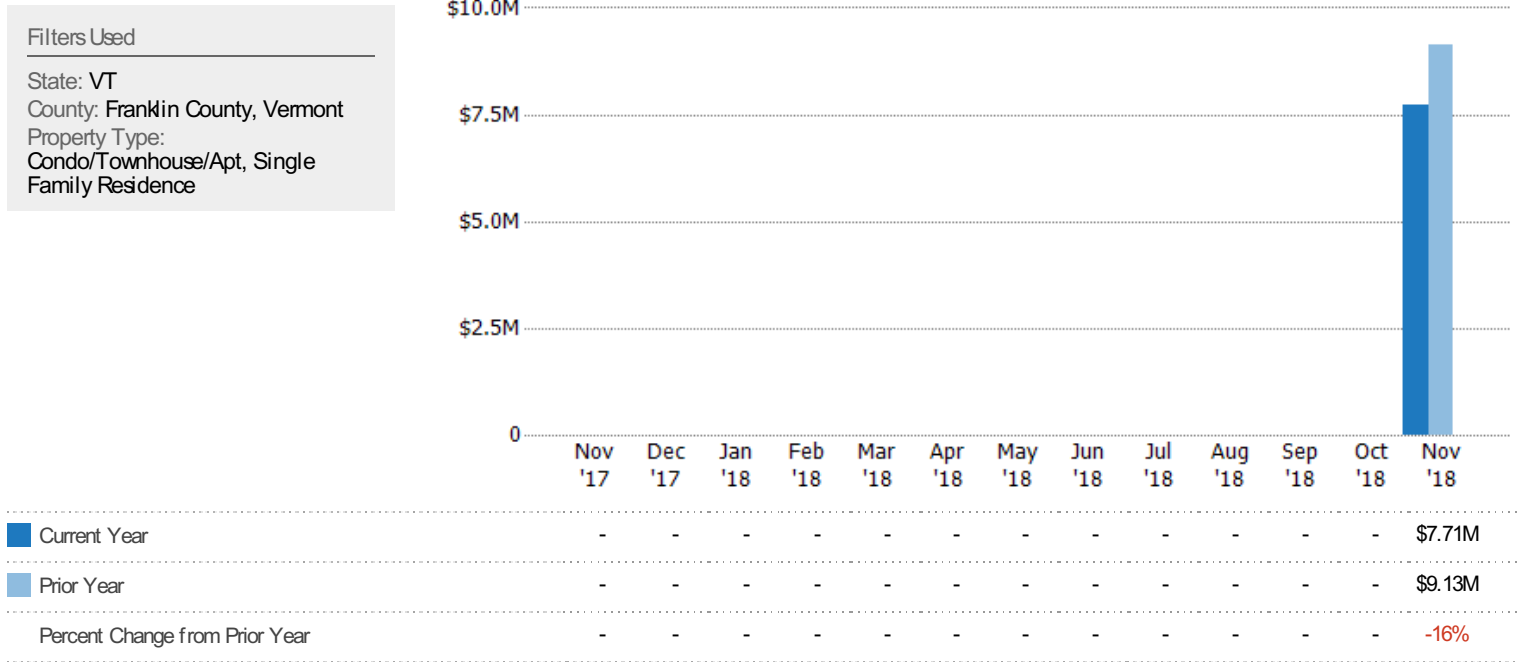 Filters Used
State: VT
County: Franklin County, Vermont
Property Type:
Condo/Townhouse/Apt, Single
Family Residence
$10.0M
$7.5M
$5.0M
$2.5M
0
Nov Dec Jan Feb Mar Apr May Jun Jul Aug Sep Oct Nov
'17 '17 '18 '18 '18 '18 '18 '18 '18 '18 '18 '18 '18
Current Year - - - - - - - - - - - - $7.71M
Prior Year - - - - - - - - - - - - $9.13M
Percent Change from Prior Year - - - - - - - - - - - - -16%